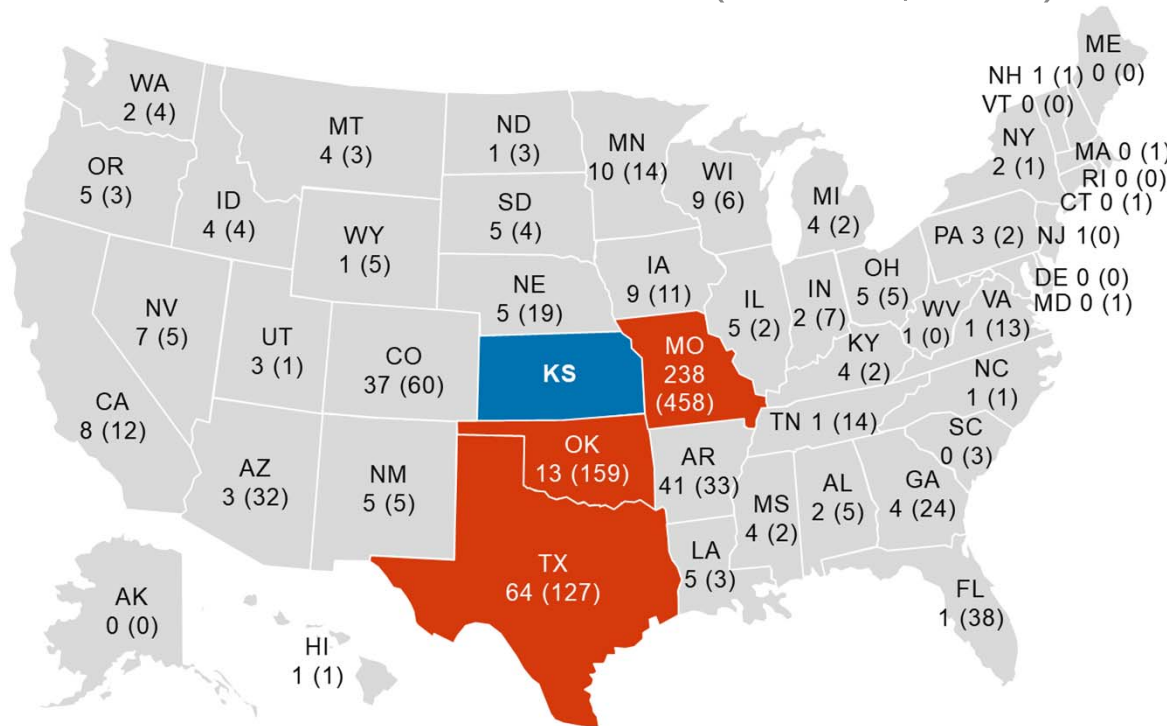 ME
0 (0)
NH 1 (1)
VT 0 (0)
WA
2 (4)
MT
4 (3)
ND
1 (3)
MN
10 (14)
NY
2 (1)
MA 0 (1)
RI 0 (0)
CT 0 (1)
OR
5 (3)
ID
4 (4)
SD
5 (4)
WI
9 (6)
MI
4 (2)
WY
1 (5)
PA 3 (2)
NJ 1(0)
NE
5 (19)
IA
9 (11)
IL
5 (2)
IN
2 (7)
OH
5 (5)
WV
1 (0)
VA
1 (13)
DE 0 (0)
MD 0 (1)
NV
7 (5)
UT
3 (1)
CO
37 (60)
KS
MO
238
(458)
KY
4 (2)
NC
1 (1)
CA
8 (12)
TN 1 (14)
SC
0 (3)
AZ
3 (32)
NM
5 (5)
OK
13 (159)
AR
41 (33)
MS
4 (2)
AL
2 (5)
GA
4 (24)
LA
5 (3)
TX
64 (127)
FL
1 (38)
AK
0 (0)
HI
1 (1)